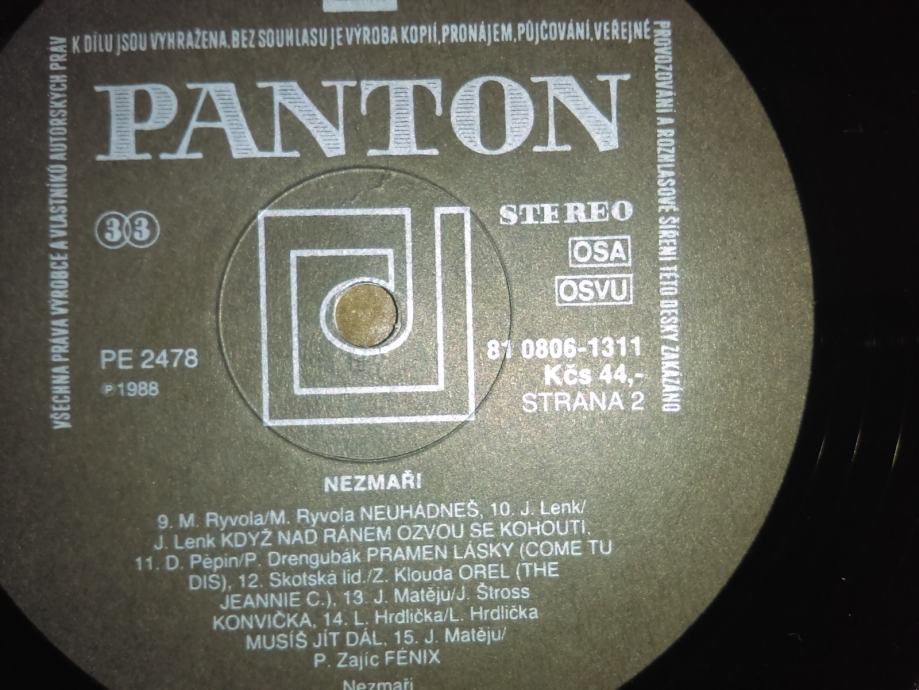 VŠECHNA PRÁVA VÝROBCE A VLASTNÍKŮ AUTORSKÝCH PRÁV
K DÍLU JSOU VYHRAŽENA. BEZ SOUHLASU JE VÝROBA KOPIÍ, PRONÁJEM, PŮJČOVÁNÍ, VEŘEJNÉ
PROVOZOVÁNÍ A ROZHLASOVÉ ŠÍŘENÍ TÉTO DESKY ZAKÁZÁNO
PANTON
33
STEREO
OSA
OSVU
PE 2478
℗1988
81 0806-1311
Kčs 44,-
STRANA 2
NEZMAŘI
9. M. Ryvola/M. Ryvola NEUHÁDNEŠ, 10. J. Lenk/
J. Lenk KDYŽ NAD RÁNEM OZVOU SE KOHOUTI,
11. D. Pépin/P. Drengubák PRAMEN LÁSKY (COME TU
DIS), 12. Skotská lid./Z. Klouda OREL (THE
JEANNIE C.), 13. J. Matěju/J. Štross
KONVIČKA, 14. L. Hrdlička/L. Hrdlička
MUSÍŠ JÍT DÁL, 15. J. Matěju/
P. Zajíc FÉNIX
Nezmaři